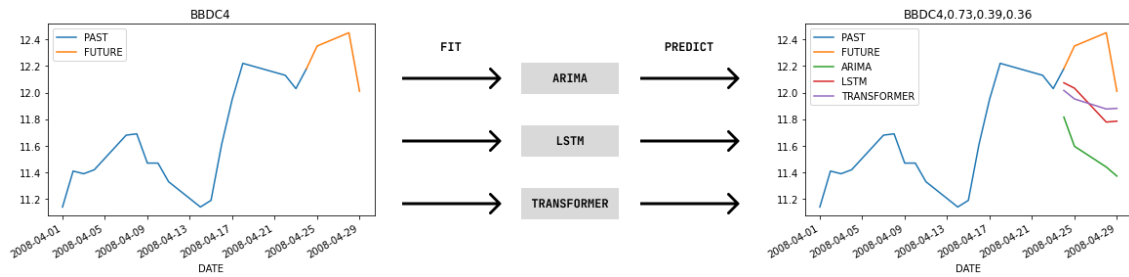 BBDC4
12.4
12.2
12.0
11.8
11.6
11.4
11.2
PAST
FUTURE
2008-04-01
2008-04-05
2008-04-09
2008-04-13
2008-04-17
2008-04-21
2008-04-25
2008-04-29
DATE
FIT
PREDICT
ARIMA
LSTM
TRANSFORMER
BBDC4,0.73,0.39,0.36
12.4
12.2
12.0
11.8
11.6
11.4
11.2
PAST
FUTURE
ARIMA
LSTM
TRANSFORMER
2008-04-01
2008-04-05
2008-04-09
2008-04-13
2008-04-17
2008-04-21
2008-04-25
2008-04-29
DATE